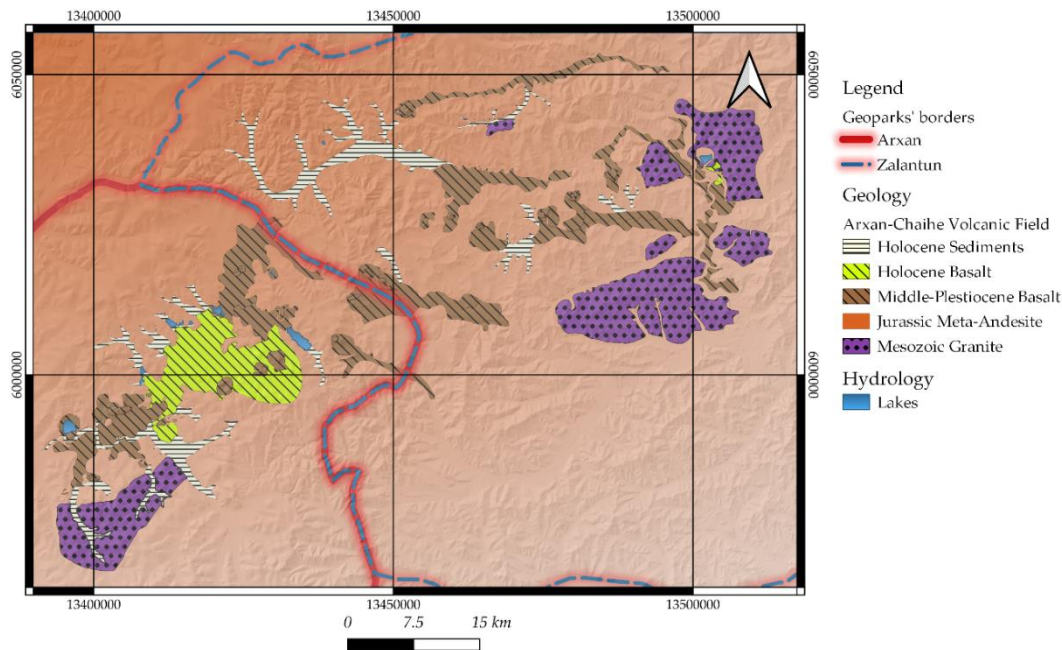 13400000 13450000 13500000
6050000 6050000
6000000 6000000
13400000 13450000 13500000
0 7.5 15 km
Legend
Geoparks' borders
Arxan
Zalantun
Geology
Arxan-Chaihe Volcanic Field
Holocene Sediments
Holocene Basalt
Middle-Plestiocene Basalt
Jurassic Meta-Andesite
Mesozoic Granite
Hydrology
Lakes